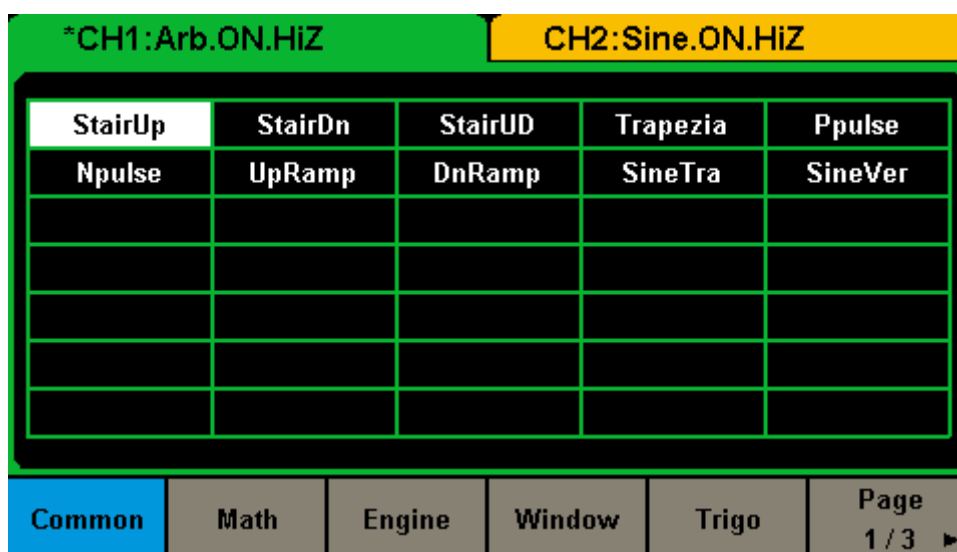 *CH1:Arb.ON.HiZ CH2:Sine.ON.HiZ
StairUp StairDn StairUD Trapezia Ppulse
Npulse UpRamp DnRamp SineTra SineVer
Common Math Engine Window Trigo Page
1/3 ►